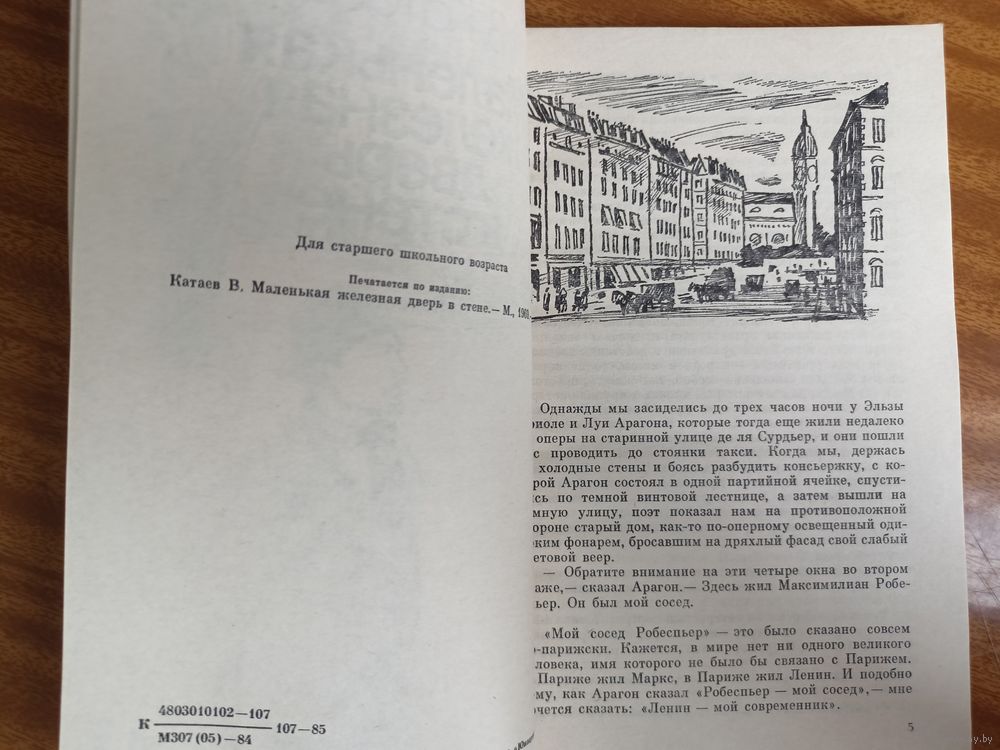 Для старшего школьного возраста
Печатается по изданию:
Катаев В. Маленькая железная дверь в стене.— М.,
4803010102—107
К 107—85
М307(05)—84
Однажды мы засиделись до трех часов ночи у Эльзы
риоле и Луи Арагона, которые тогда еще жили недалеко
оперы на старинной улице де ля Сурдьер, и они пошли
с проводить до стоянки такси. Когда мы, держась
холодные стены и боясь разбудить консьержку, с ко-
рой Арагон состоял в одной партийной ячейке, спусти-
сь по темной винтовой лестнице, а затем вышли на
мную улицу, поэт показал нам на противоположной
ороне старый дом, как-то по-оперному освещенный оди-
ким фонарем, бросавшим на дряхлый фасад свой слабый
етовой веер.
— Обратите внимание на эти четыре окна во втором
аже,— сказал Арагон.— Здесь жил Максимилиан Робе-
ьер. Он был мой сосед.
«Мой сосед Робеспьер» — это было сказано совсем
-парижски. Кажется, в мире нет ни одного великого
ловека, имя которого не было бы связано с Парижем.
Париже жил Маркс, в Париже жил Ленин. И подобно
му, как Арагон сказал «Робеспьер — мой сосед»,— мне
чется сказать: «Ленин — мой современник».
5